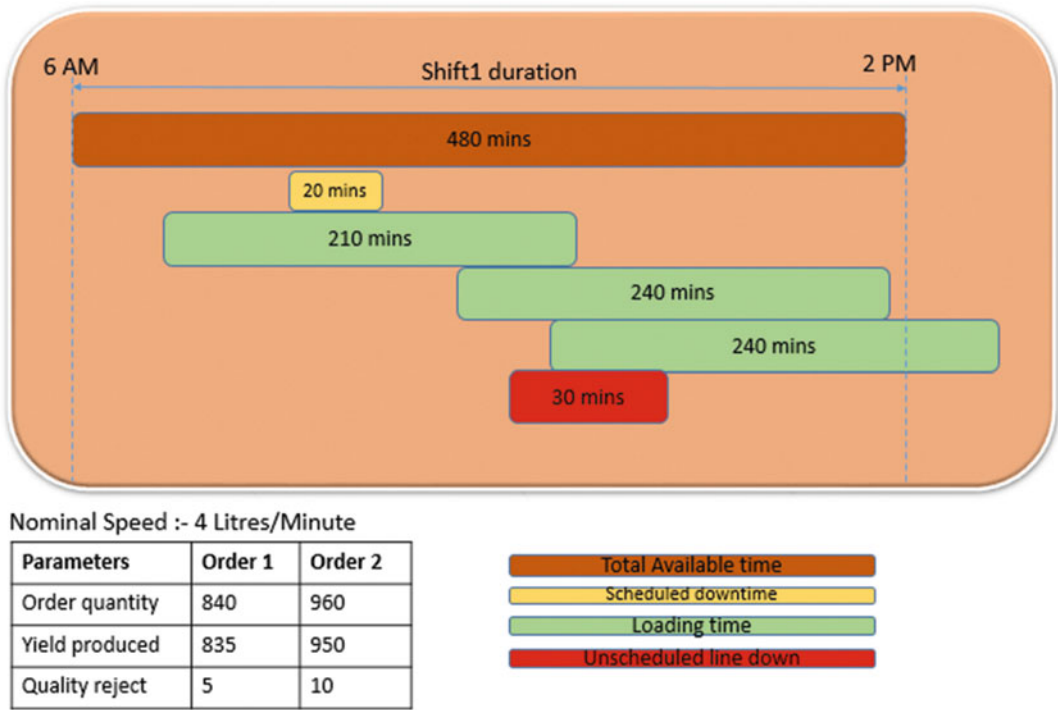 6 AM
Shift1 duration
2 PM
480 mins
20 mins
210 mins
240 mins
240 mins
30 mins
Nominal Speed :- 4 Litres/Minute
Parameters Order 1 Order 2
Order quantity 840 960
Yield produced 835 950
Quality reject 5 10
Total Available time
Scheduled downtime
Loading time
Unscheduled line down